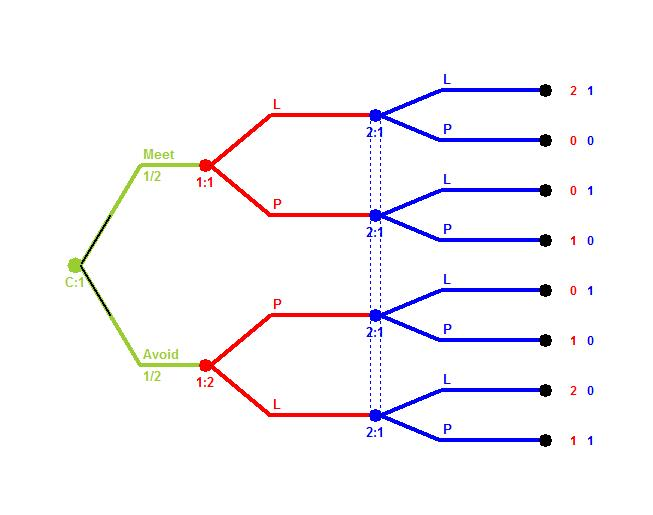 L 2 1
L
2:1
P 0 0
Meet
1/2
1:1
L 0 1
P
2:1
P 1 0
C:1
L 0 1
P
2:1
P 1 0
Avoid
1/2
1:2
L 2 0
L
2:1
P 1 1